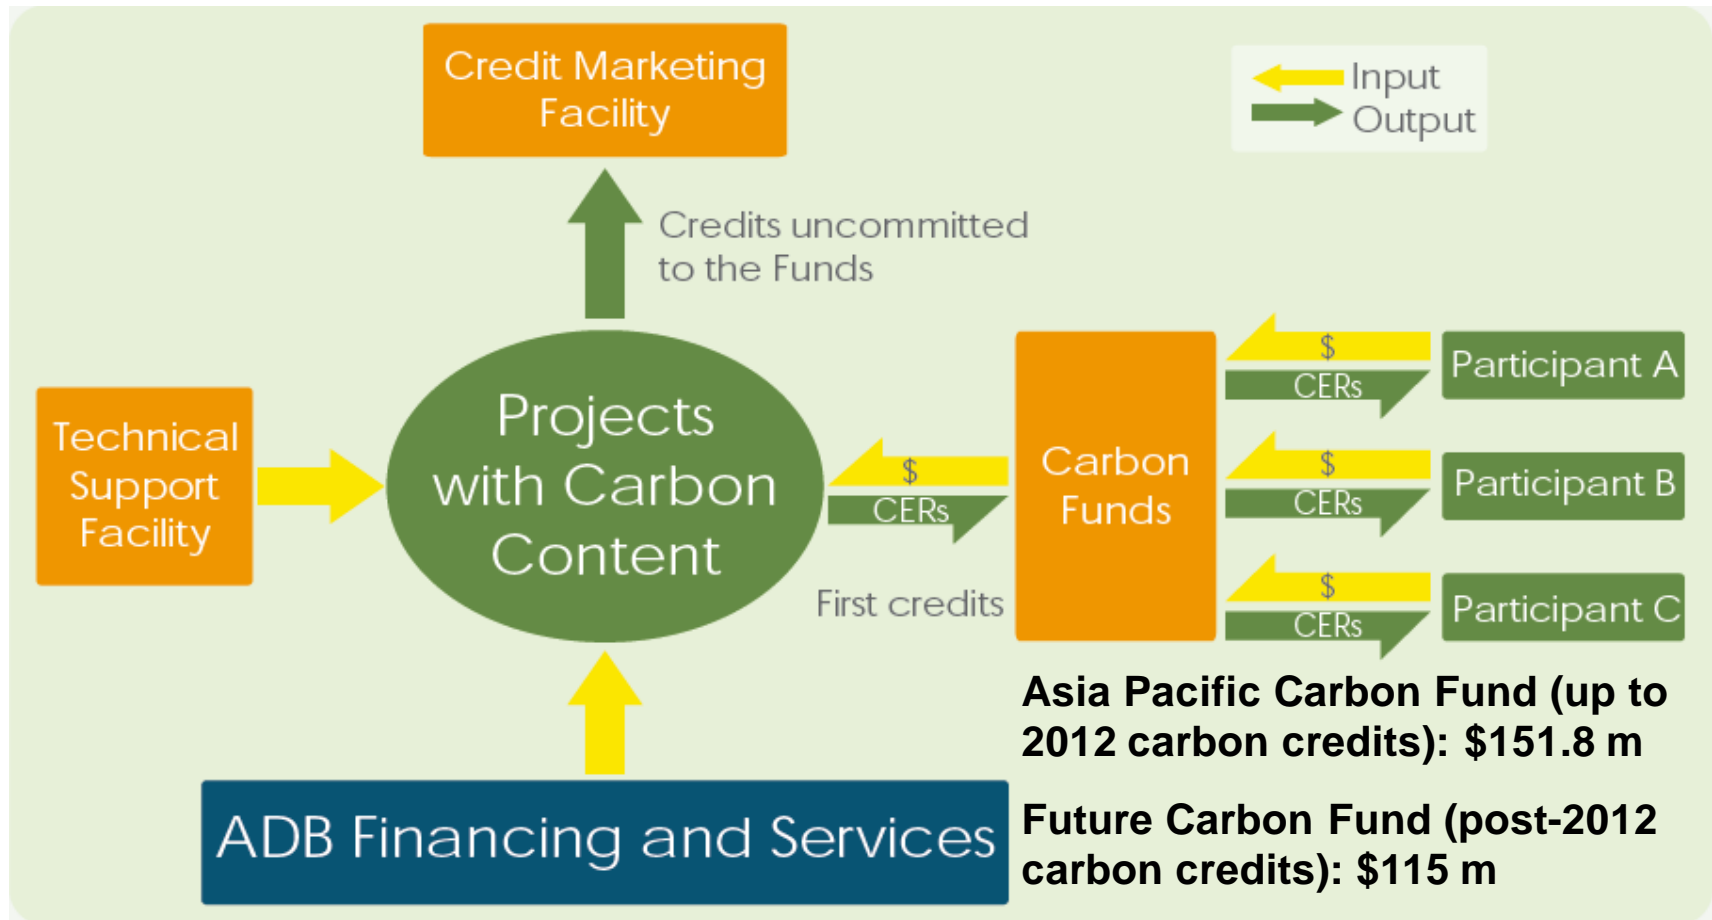 Credit Marketing
Facility
Input
Output
Credits uncommitted
to the Funds
Technical
Support
Facility
Projects
with Carbon
Content
$
CERs
First credits
Carbon
Funds
$
CERs
Participant A
$
CERs
Participant B
$
CERs
Participant C
ADB Financing and Services
Asia Pacific Carbon Fund (up to
2012 carbon credits): $151.8 m
Future Carbon Fund (post-2012
carbon credits): $115 m